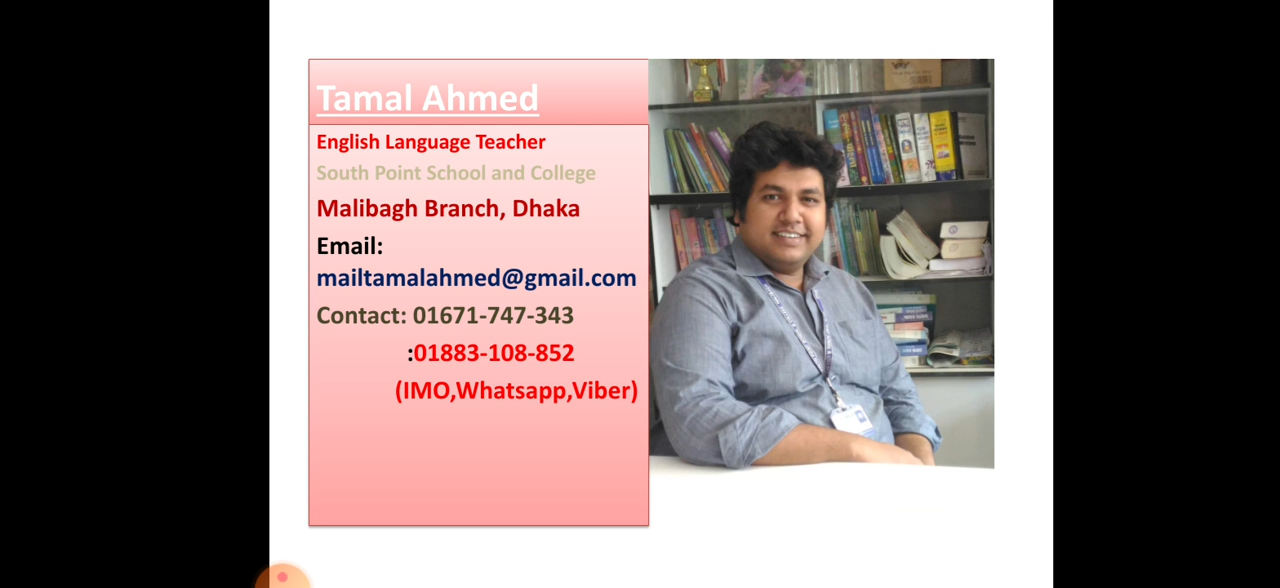 Tamal Ahmed
English Language Teacher
South Point School and College
Malibagh Branch, Dhaka
Email:
mailtamalahmed@gmail.com
Contact: 01671-747-343
:01883-108-852
(IMO,Whatsapp,Viber)